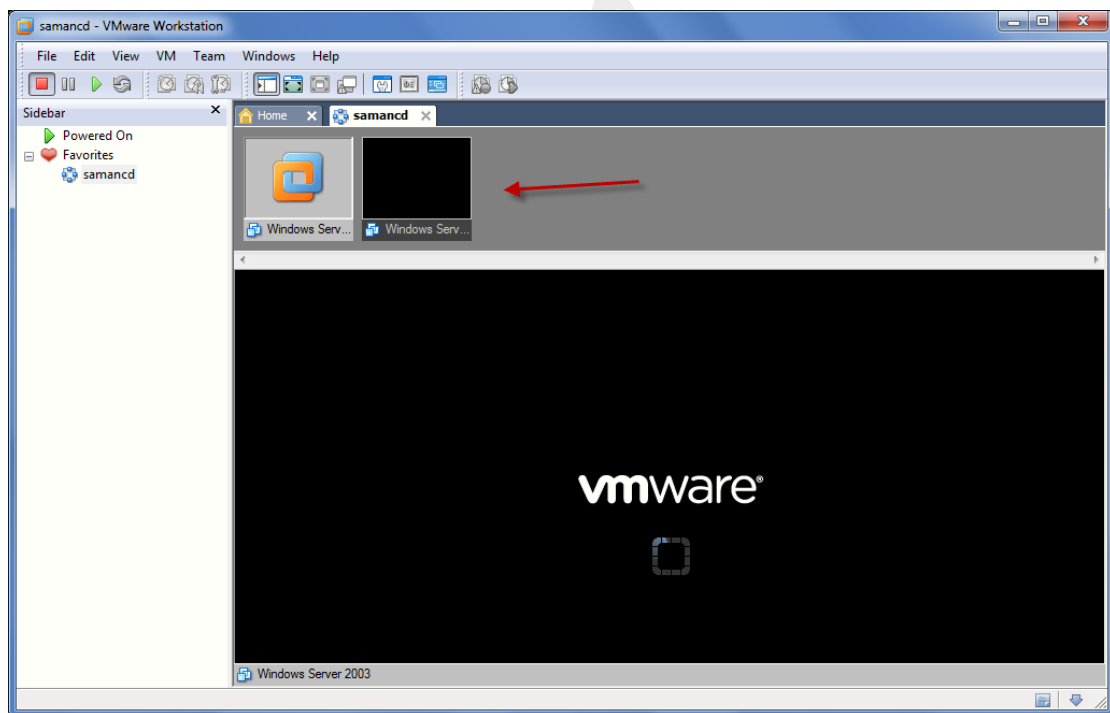 samancd - VMware Workstation
File Edit View VM Team Windows Help
Sidebar
Home samancd
Powered On
Favorites
samancd
Windows Serv... Windows Serv...
vmware®
Windows Server 2003